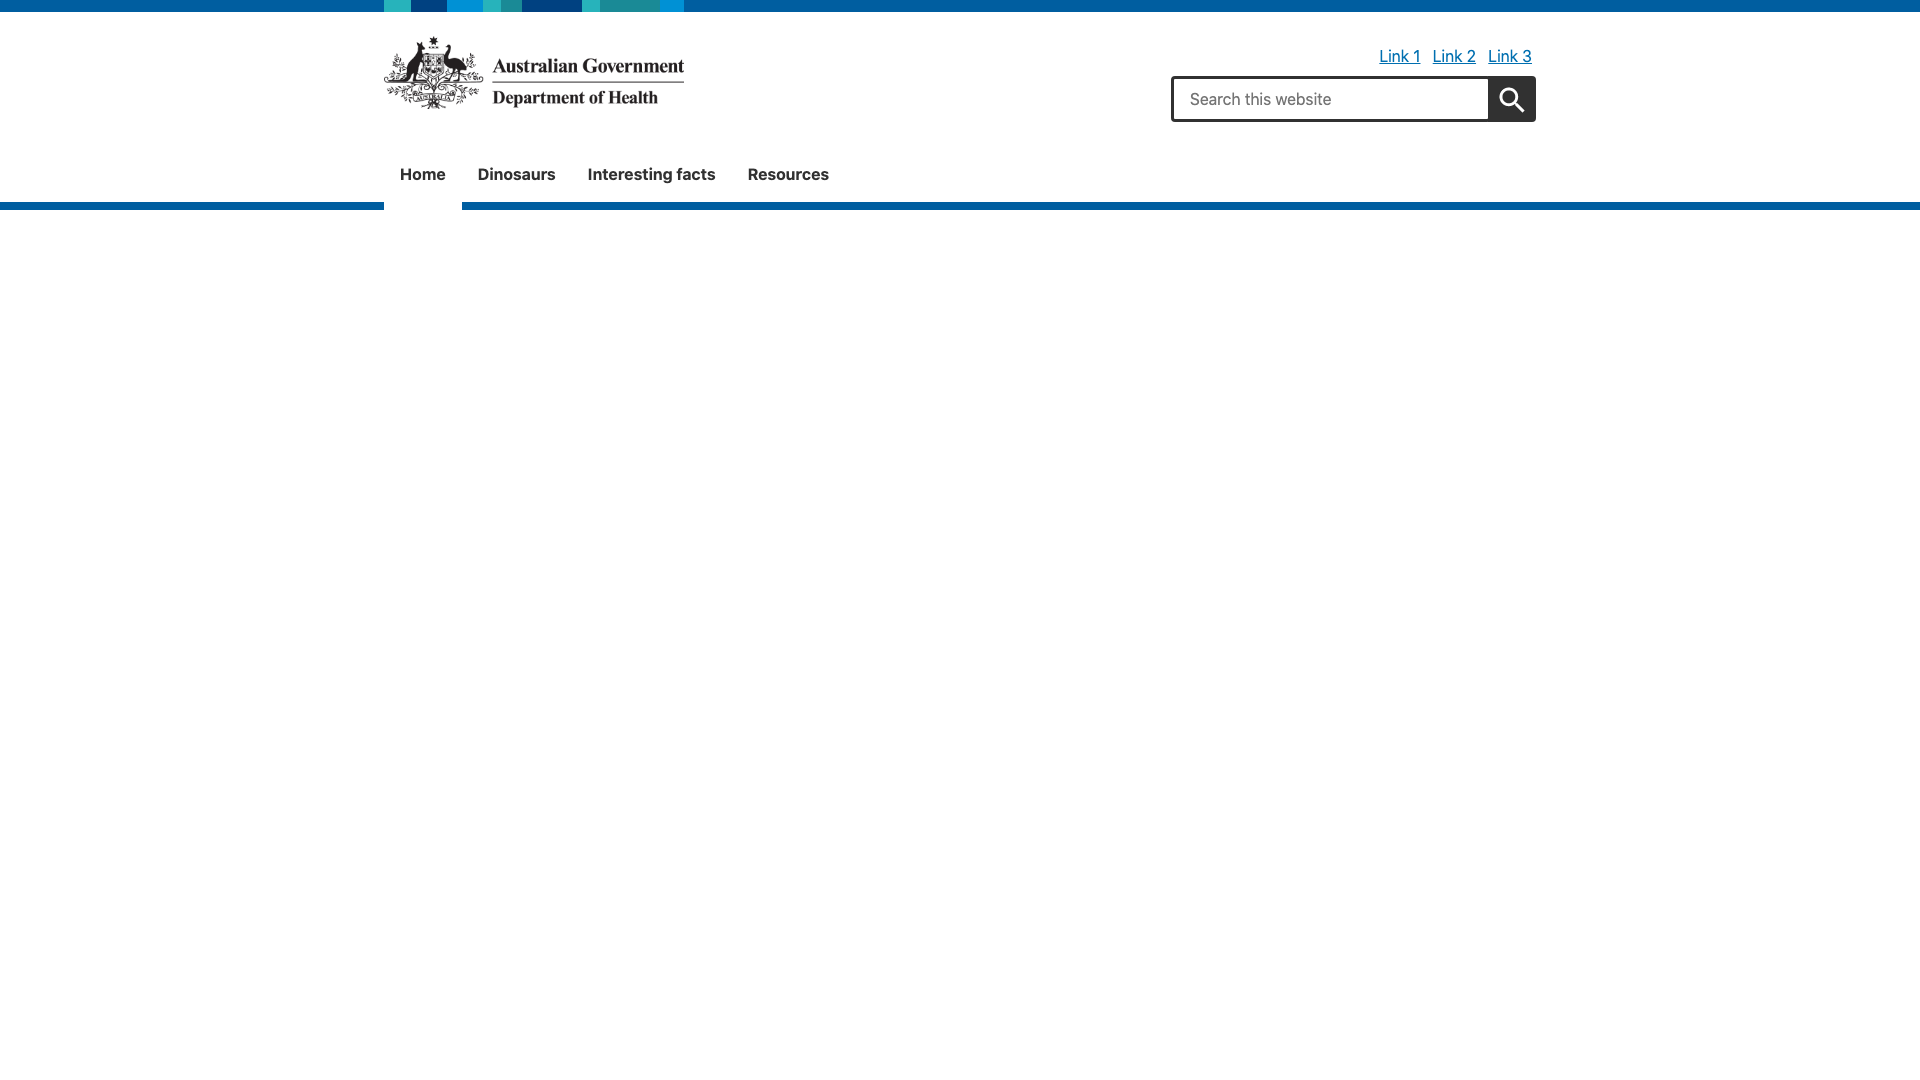 Australian Government
Department of Health
Link 1 Link 2 Link 3
Search this website
Home Dinosaurs Interesting facts Resources